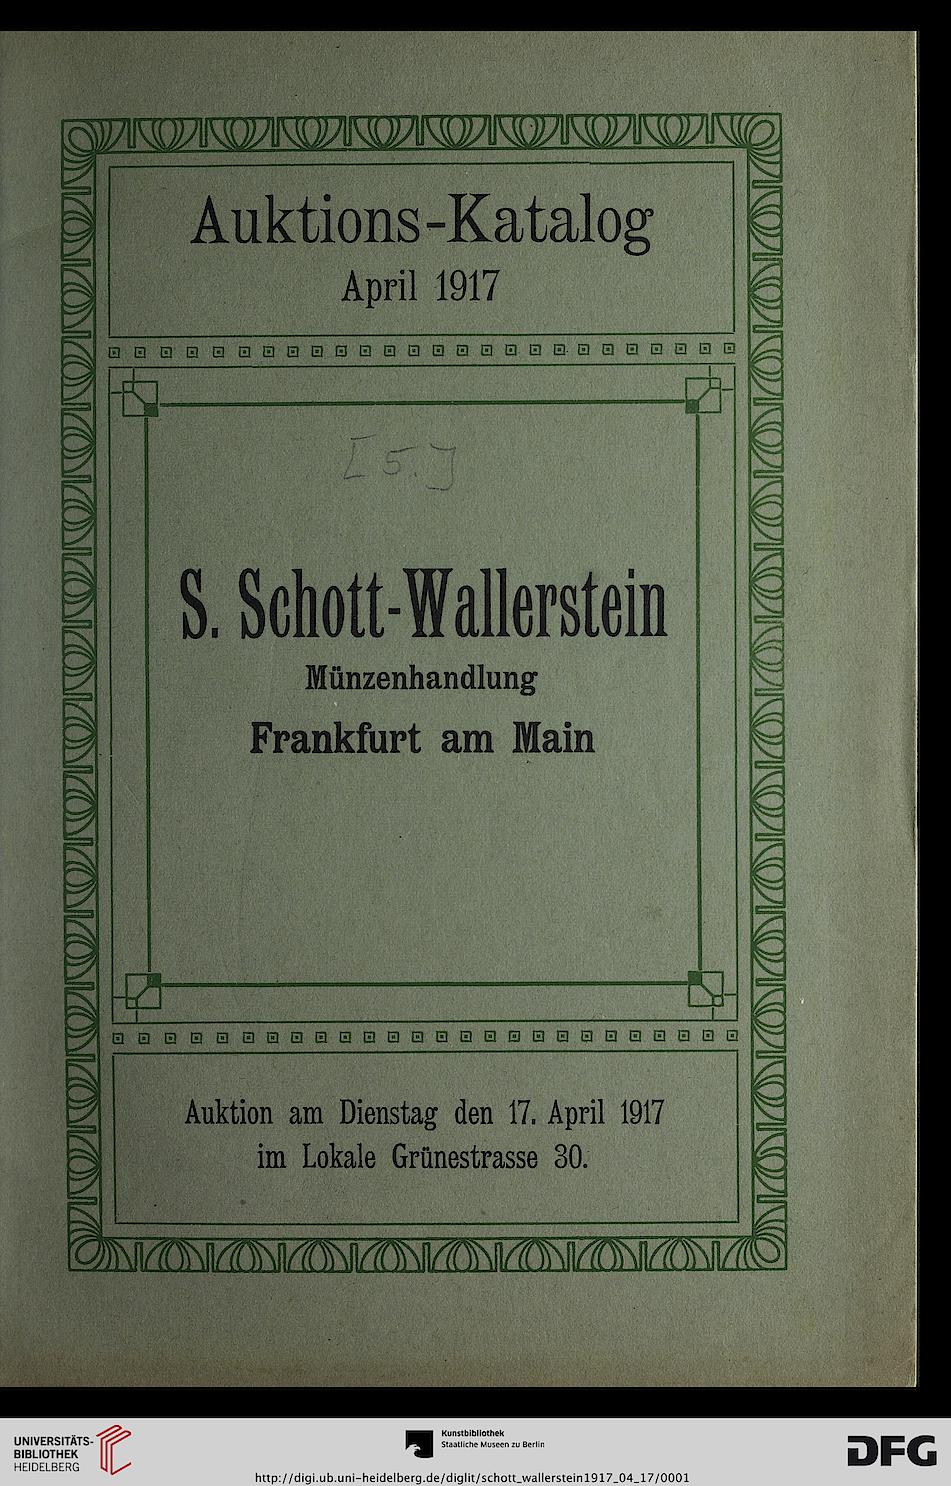 Auktions-Katalog
April 1917
[5.]
S. Schott-Wallerstein
Münzenhandlung
Frankfurt am Main
Auktion am Dienstag den 17. April 1917
im Lokale Grünestrasse 30.
UNIVERSITÄTS-
BIBLIOTHEK
HEIDELBERG
Kunstbibliothek
Staatliche Museen zu Berlin
http://digi.ub.uni-heidelberg.de/diglit/schott_wallerstein1917_04_17/0001
DFG